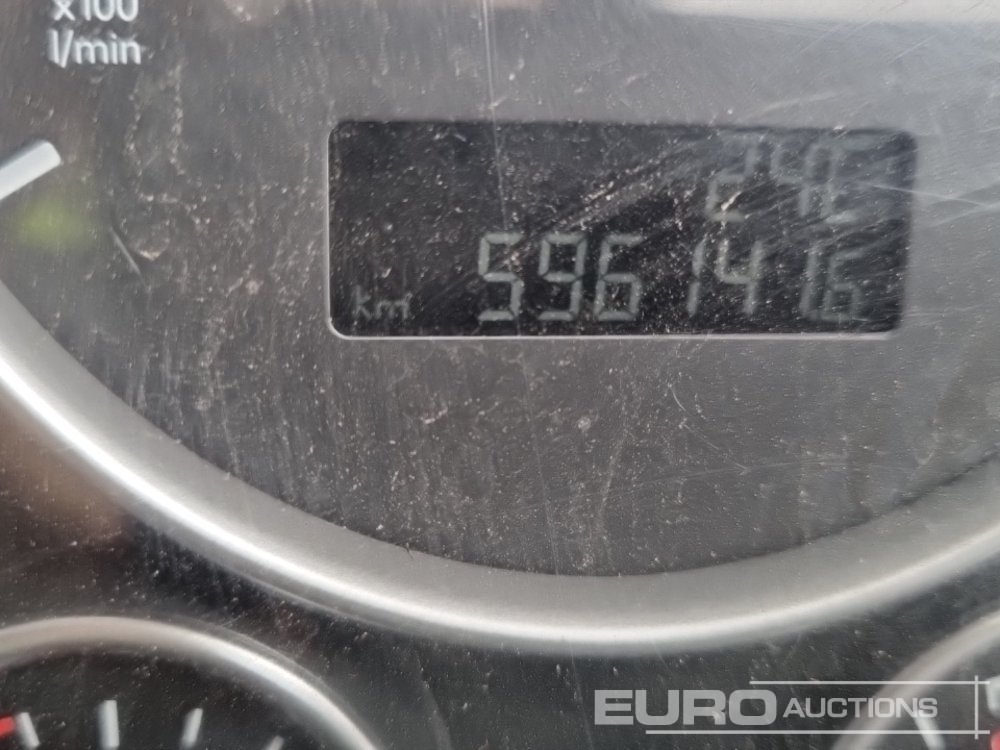 x100
l/min
24C
km 596141.6
EURO AUCTIONS